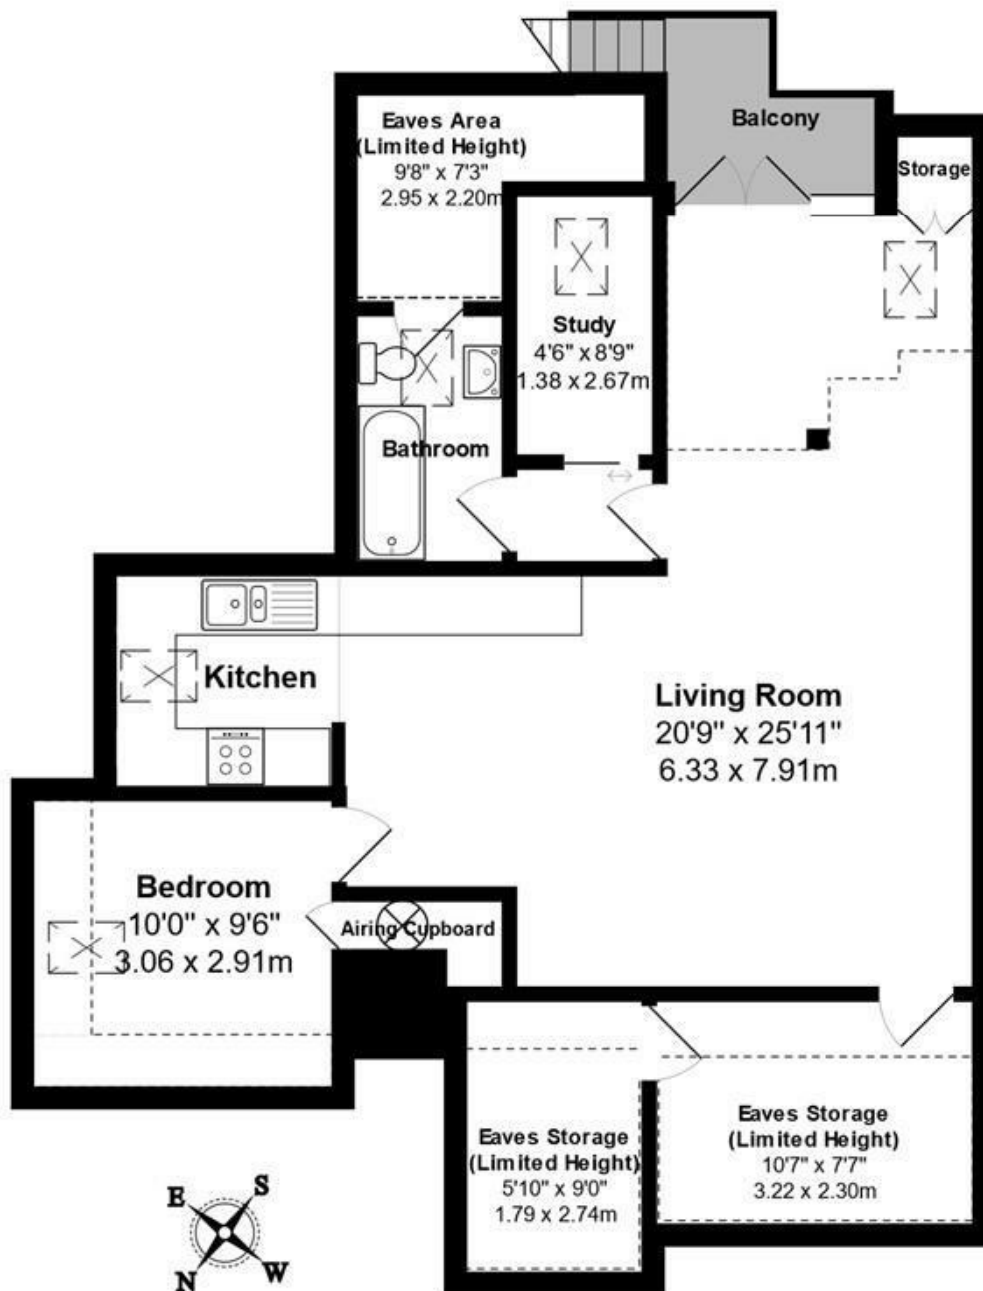 Eaves Area
(Limited Height)
9'8" x 7'3"
2.95 x 2.20m
Balcony
Storage
Study
4'6" x 8'9"
1.38 x 2.67m
Bathroom
Kitchen
Living Room
20'9" x 25'11"
6.33 x 7.91m
Bedroom
10'0" x 9'6"
3.06 x 2.91m
Airing Cupboard
Eaves Storage
(Limited Height)
5'10" x 9'0"
1.79 x 2.74m
Eaves Storage
(Limited Height)
10'7" x 7'7"
3.22 x 2.30m
E
S
N
W